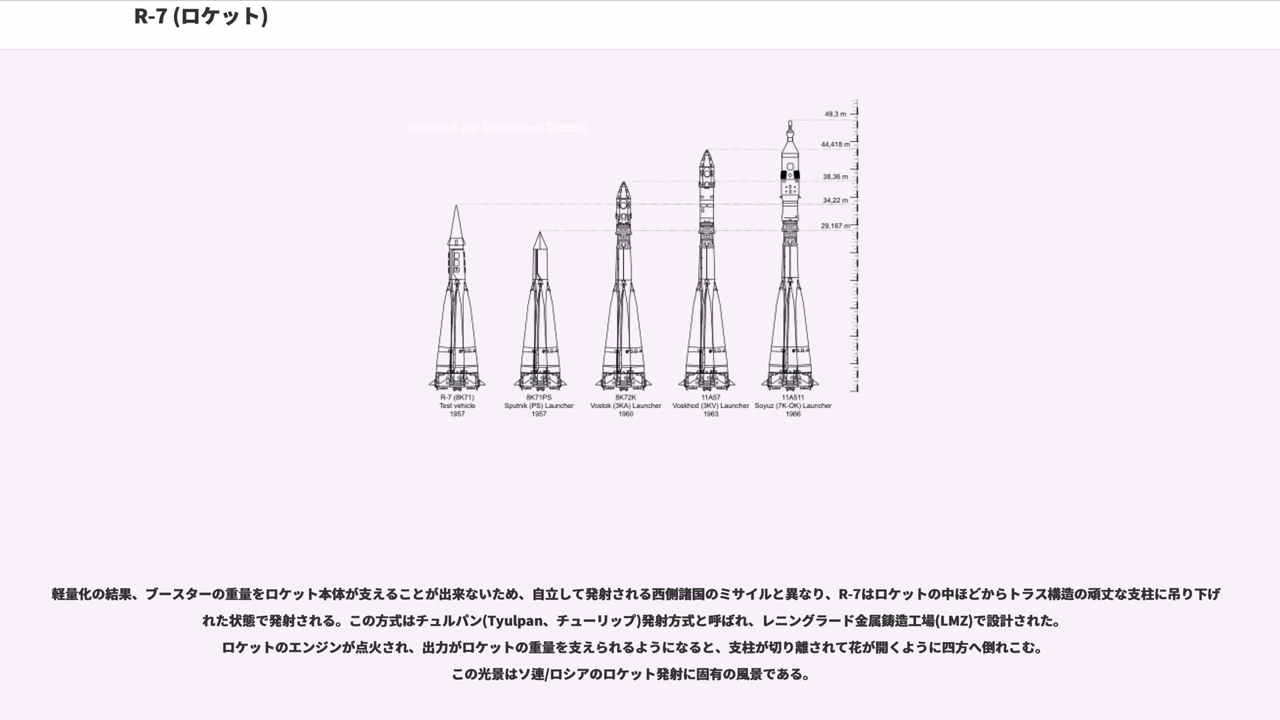 R-7 (ロケット)
49,3 m
44,418 m
38,36 m
34,22 m
29,167 m
R-7 (8K71)
Test vehicle
1957
8K71PS
Sputnik (PS) Launcher
1957
8K72K
Vostok (3KA) Launcher
1960
11A57
Voskhod (3KV) Launcher
1963
11A511
Soyuz (7K-OK) Launcher
1966
軽量化の結果、ブースターの重量をロケット本体が支えることが出来ないため、自立して発射される西側諸国のミサイルと異なり、R-7はロケットの中ほどからトラス構造の頑丈な支柱に吊り下げ
れた状態で発射される。この方式はチュルパン(Tyulpan、チューリップ)発射方式と呼ばれ、レニングラード金属鋳造工場(LMZ)で設計された。
ロケットのエンジンが点火され、出力がロケットの重量を支えられるようになると、支柱が切り離されて花が開くように四方へ倒れこむ。
この光景はソ連/ロシアのロケット発射に固有の風景である。